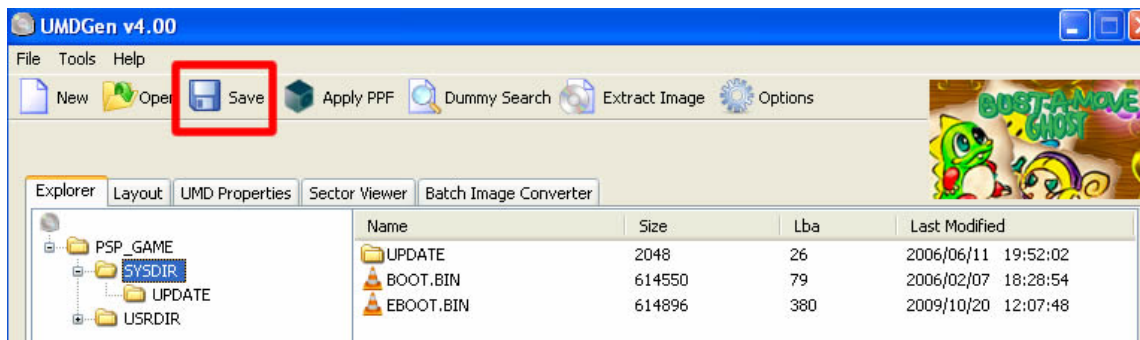 UMDGen v4.00
File Tools Help
New Open Save Apply PPF Dummy Search Extract Image Options
BUST-A-MOVE
GHOST
Explorer Layout UMD Properties Sector Viewer Batch Image Converter
Name Size Lba Last Modified
PSP_GAME
SYSDIR
UPDATE
USRDIR
UPDATE 2048 26 2006/06/11 19:52:02
BOOT.BIN 614550 79 2006/02/07 18:28:54
EBOOT.BIN 614896 380 2009/10/20 12:07:48